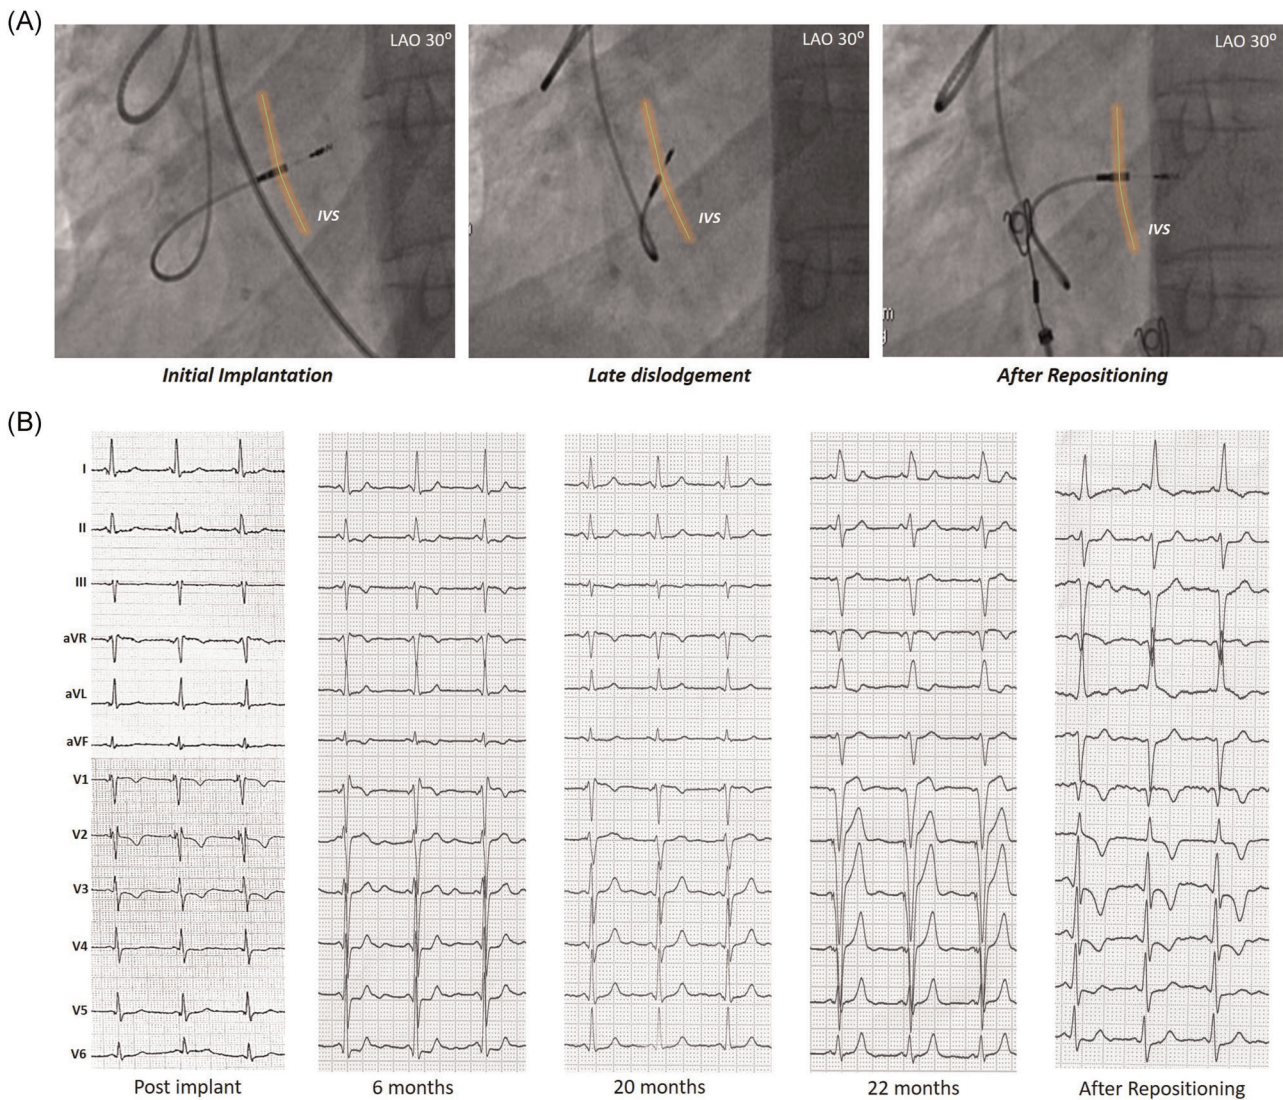 (A)
LAO 30°
LAO 30°
LAO 30°
IVS
IVS
IVS
Initial Implantation
Late dislodgement
After Repositioning
(B)
I
II
III
aVR
aVL
aVF
V1
V2
V3
V4
V5
V6
Post implant
6 months
20 months
22 months
After Repositioning